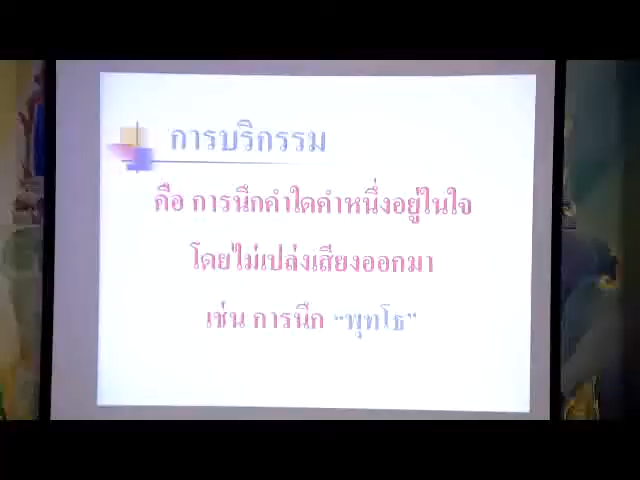 การบริกรรม
คือ การนึกคำใดคำหนึ่งอยู่ในใจ
โดยไม่เปล่งเสียงออกมา
เช่น การนึก “พุทโธ”